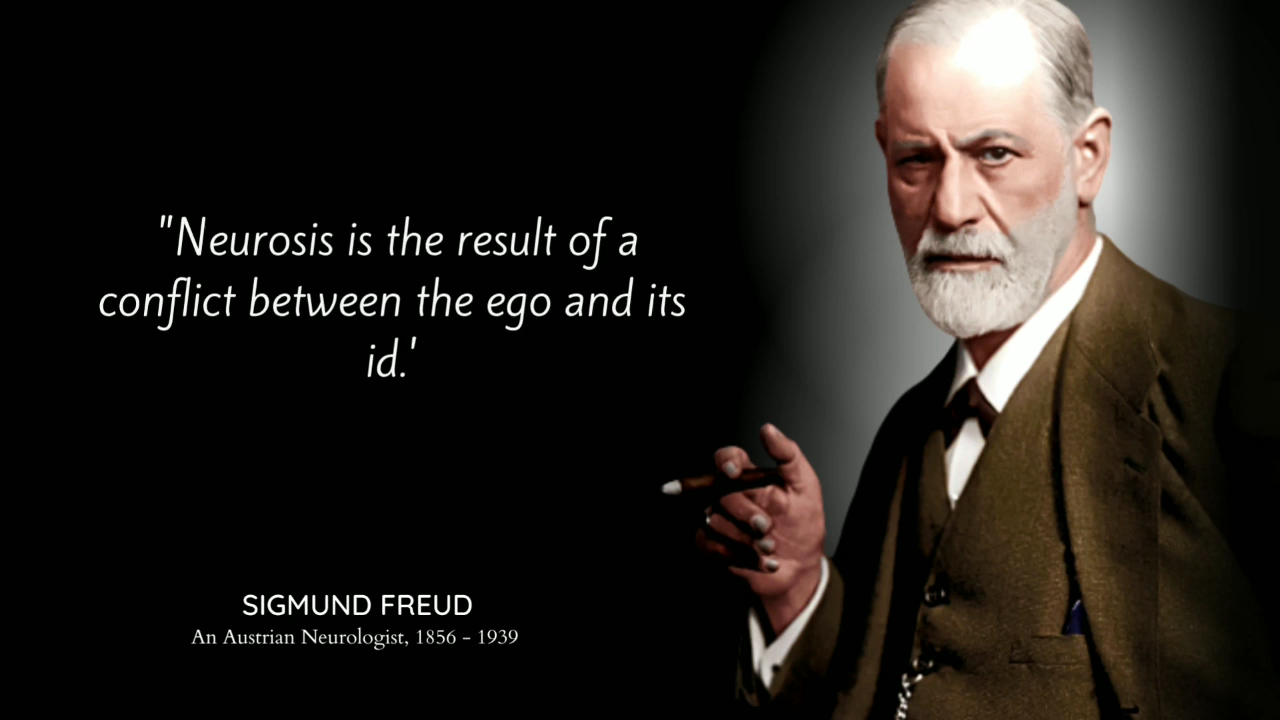 "Neurosis is the result of a
conflict between the ego and its
id.'
SIGMUND FREUD
An Austrian Neurologist, 1856 - 1939